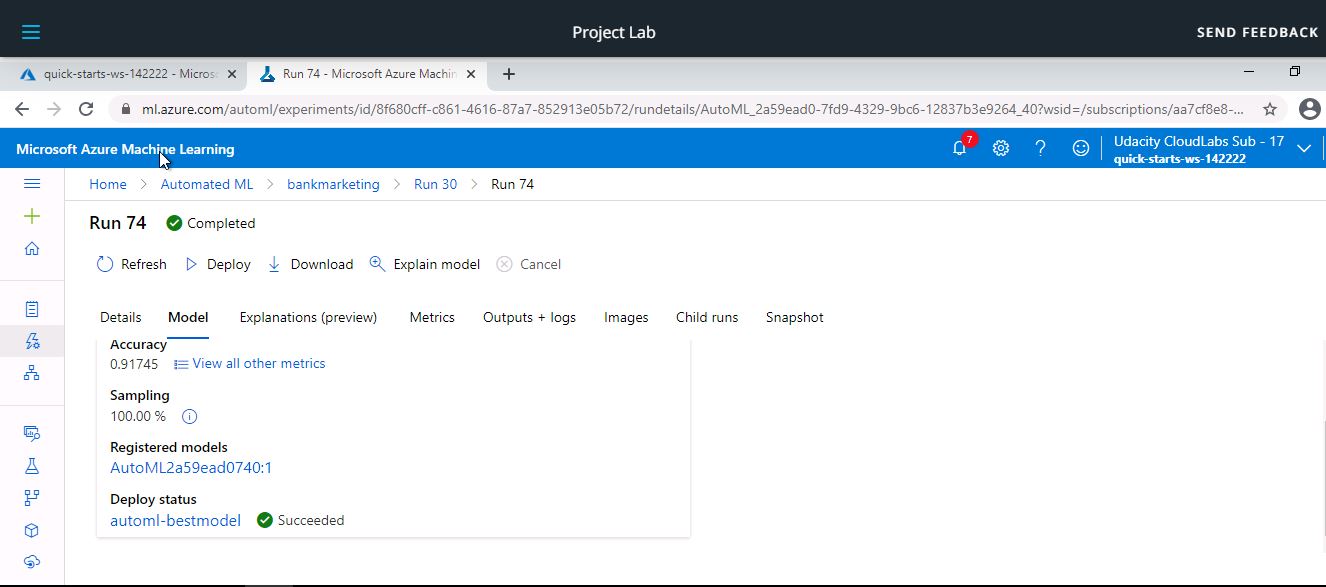 Project Lab
SEND FEEDBACK
quick-starts-ws-142222 - Micros
Run 74 - Microsoft Azure Machin
ml.azure.com/automl/experiments/id/8f680cff-c861-4616-87a7-852913e05b72/rundetails/AutoML_2a59ead0-7fd9-4329-9bc6-12837b3e9264_40?wsid=/subscriptions/aa7cf8e8-...
Microsoft Azure Machine Learning
7
Udacity CloudLabs Sub - 17
quick-starts-ws-142222
Home > Automated ML > bankmarketing > Run 30 > Run 74
Run 74 Completed
Refresh Deploy Download Explain model Cancel
Details Model Explanations (preview) Metrics Outputs + logs Images Child runs Snapshot
Accuracy
0.91745 View all other metrics
Sampling
100.00 %
Registered models
AutoML2a59ead0740:1
Deploy status
automl-bestmodel Succeeded